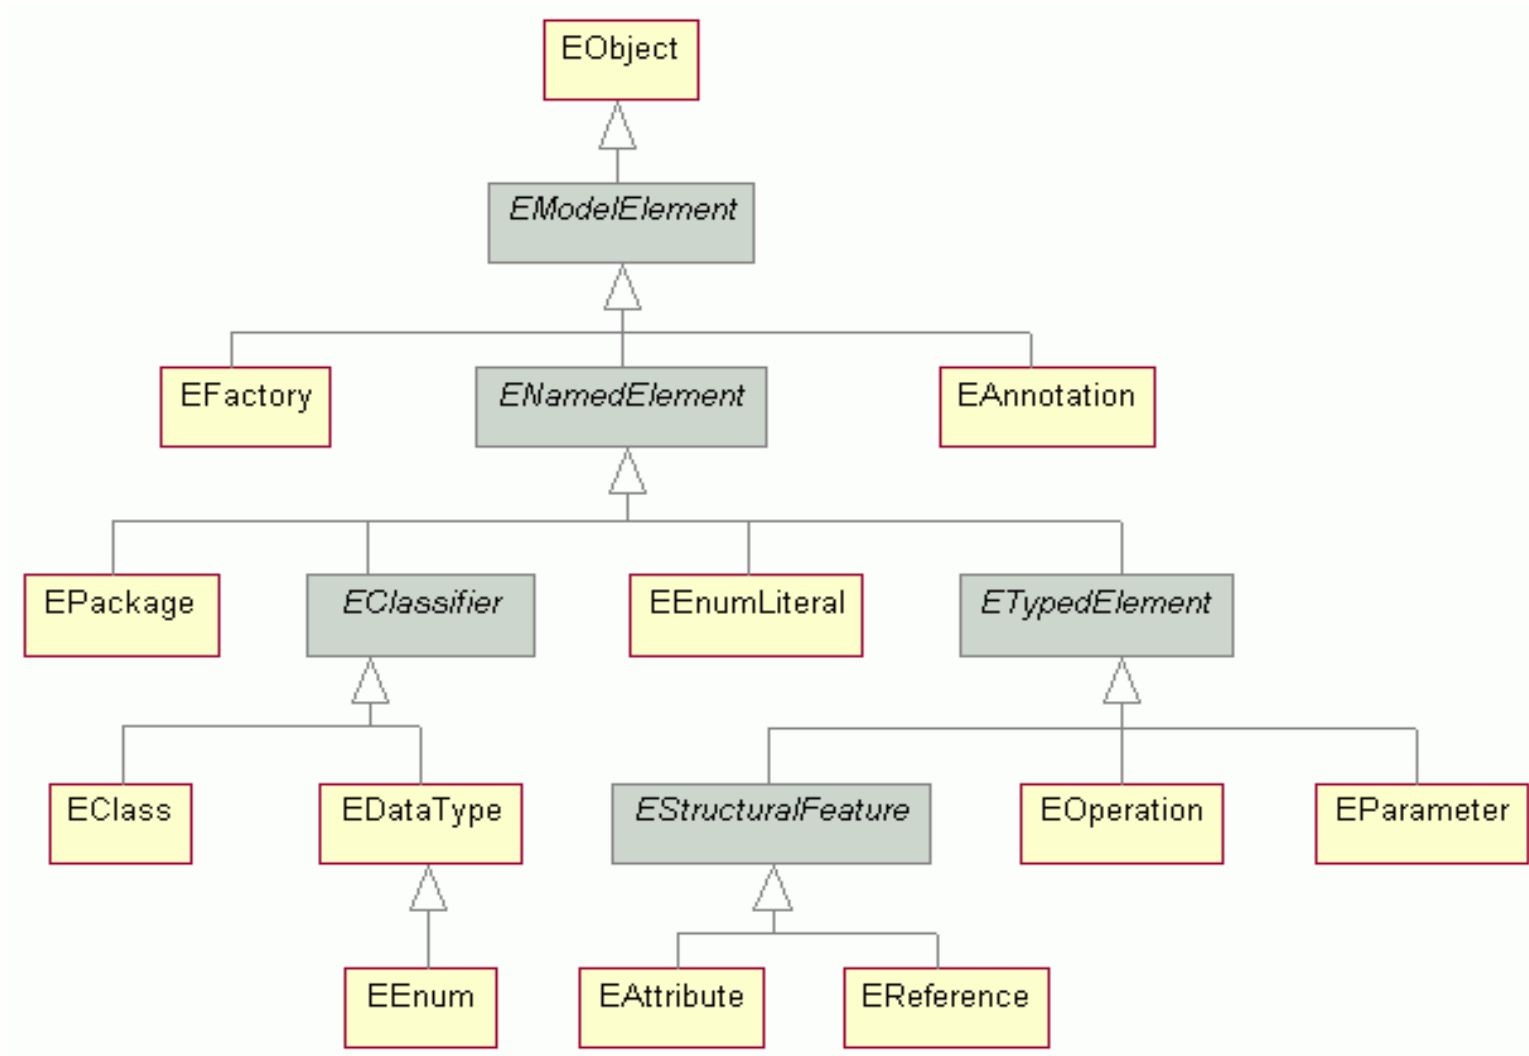 EObject
EModelElement
EFactory
ENamedElement
EAnnotation
EPackage
EClassifier
EEnumLiteral
ETypedElement
EClass
EDataType
EStructuralFeature
EOperation
EParameter
EEnum
EAttribute
EReference